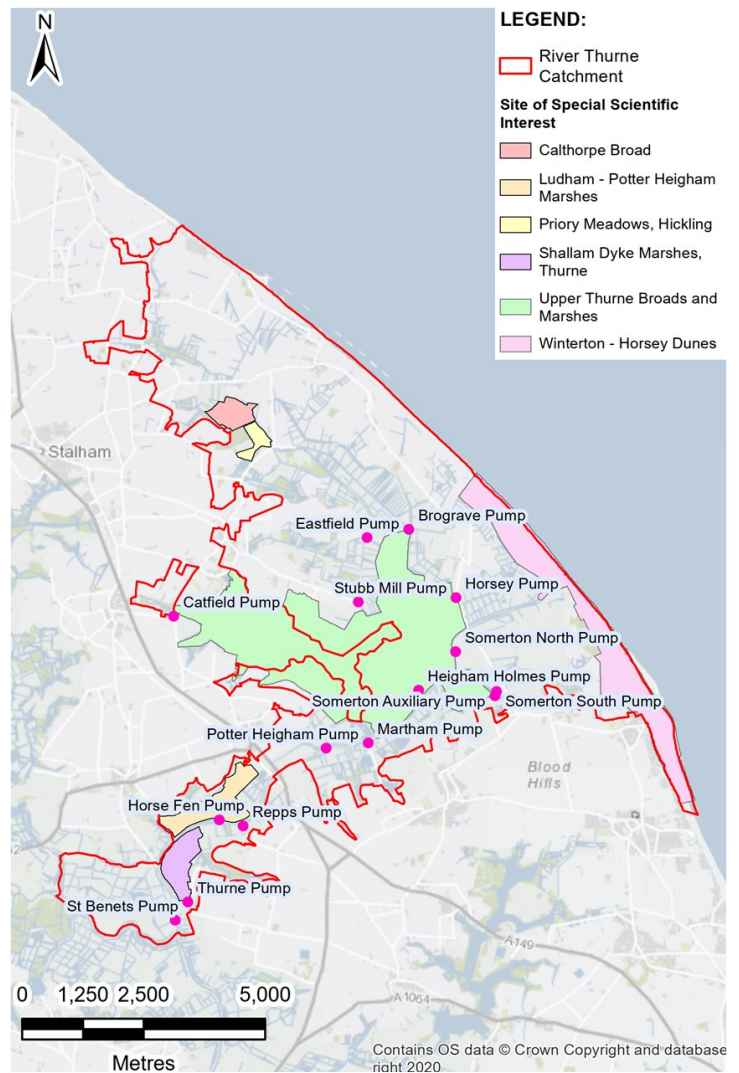 N
LEGEND:
River Thurne
Catchment
Site of Special Scientific
Interest
Calthorpe Broad
Ludham - Potter Heigham
Marshes
Priory Meadows, Hickling
Shallam Dyke Marshes,
Thurne
Upper Thurne Broads and
Marshes
Winterton - Horsey Dunes
Stalham
Eastfield Pump
Brograve Pump
Stubb Mill Pump
Horsey Pump
Catfield Pump
Somerton North Pump
Heigham Holmes Pump
Somerton Auxiliary Pump
Somerton South Pump
Potter Heigham Pump
Martham Pump
Blood
Hills
Horse Fen Pump
Repps Pump
Thurne Pump
St Benets Pump
A149
A1064
0 1,250 2,500 5,000
Metres
Contains OS data © Crown Copyright and database
right 2020